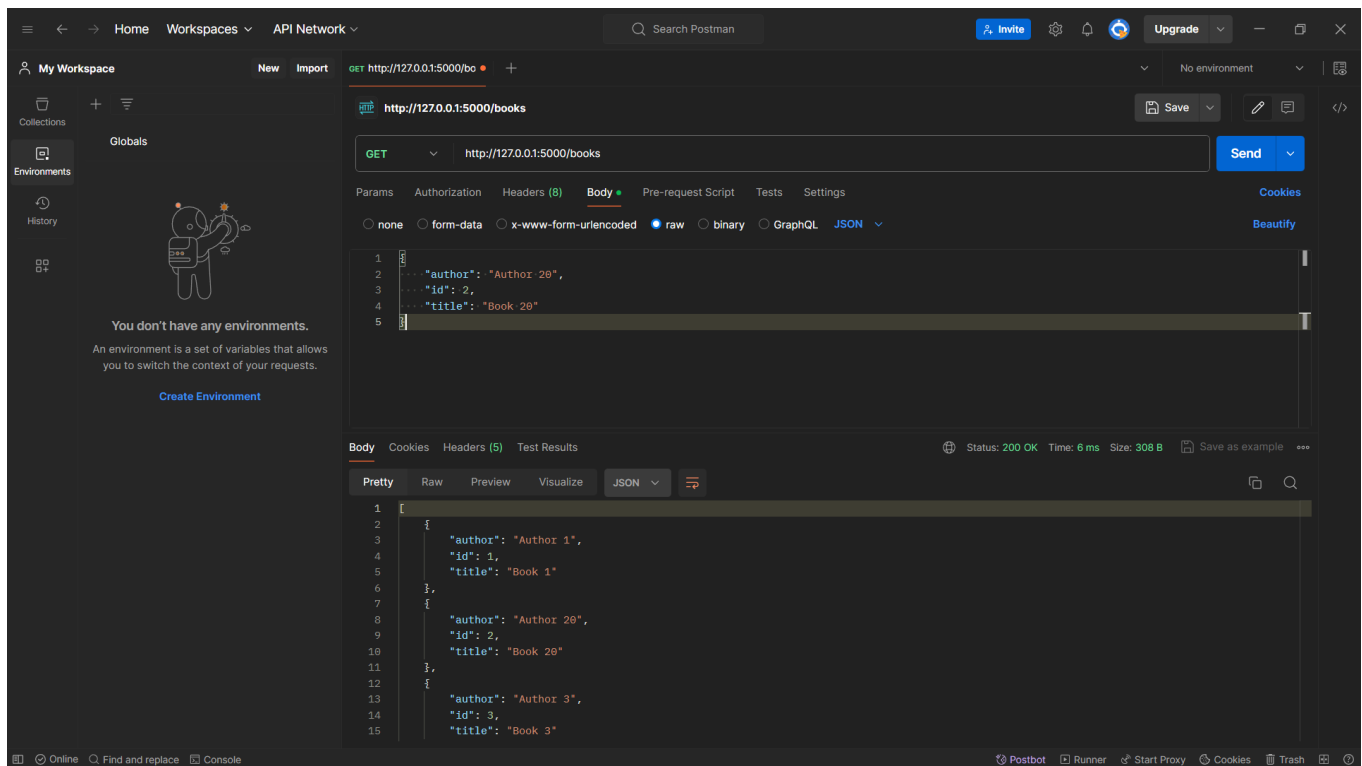 Home Workspaces API Network Search Postman Invite Upgrade
My Workspace New Import GET http://127.0.0.1:5000/bo + No environment
Collections
Environments
History
Globals
You don't have any environments.
An environment is a set of variables that allows
you to switch the context of your requests.
Create Environment
HTTP http://127.0.0.1:5000/books Save
GET http://127.0.0.1:5000/books Send
Params Authorization Headers (8) Body Pre-request Script Tests Settings Cookies
none form-data x-www-form-urlencoded raw binary GraphQL JSON Beautify
1 {
2 ····"author":·"Author·20",
3 ····"id":·2,
4 ····"title":·"Book·20"
5 }
Body Cookies Headers (5) Test Results Status: 200 OK Time: 6 ms Size: 308 B Save as example
Pretty Raw Preview Visualize JSON
1 [
2 {
3 "author": "Author 1",
4 "id": 1,
5 "title": "Book 1"
6 },
7 {
8 "author": "Author 20",
9 "id": 2,
10 "title": "Book 20"
11 },
12 {
13 "author": "Author 3",
14 "id": 3,
15 "title": "Book 3"
Online Find and replace Console Postbot Runner Start Proxy Cookies Trash